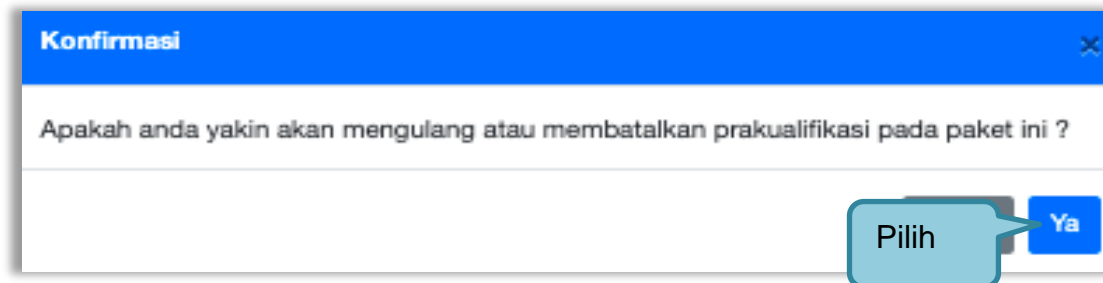 Konfirmasi
×
Apakah anda yakin akan mengulang atau membatalkan prakualifikasi pada paket ini ?
Pilih
Ya